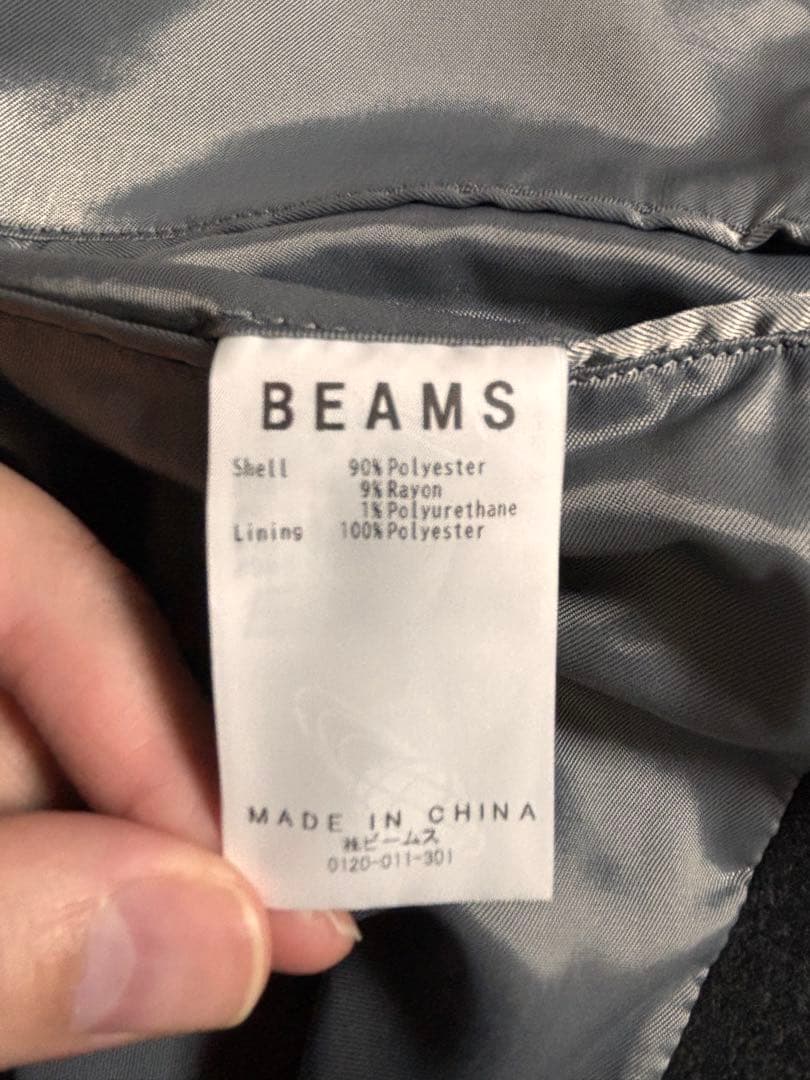 BEAMS
Shell 90% Polyester
9% Rayon
1% Polyurethane
Lining 100% Polyester
MADE IN CHINA
㈱ビームス
0120-011-301